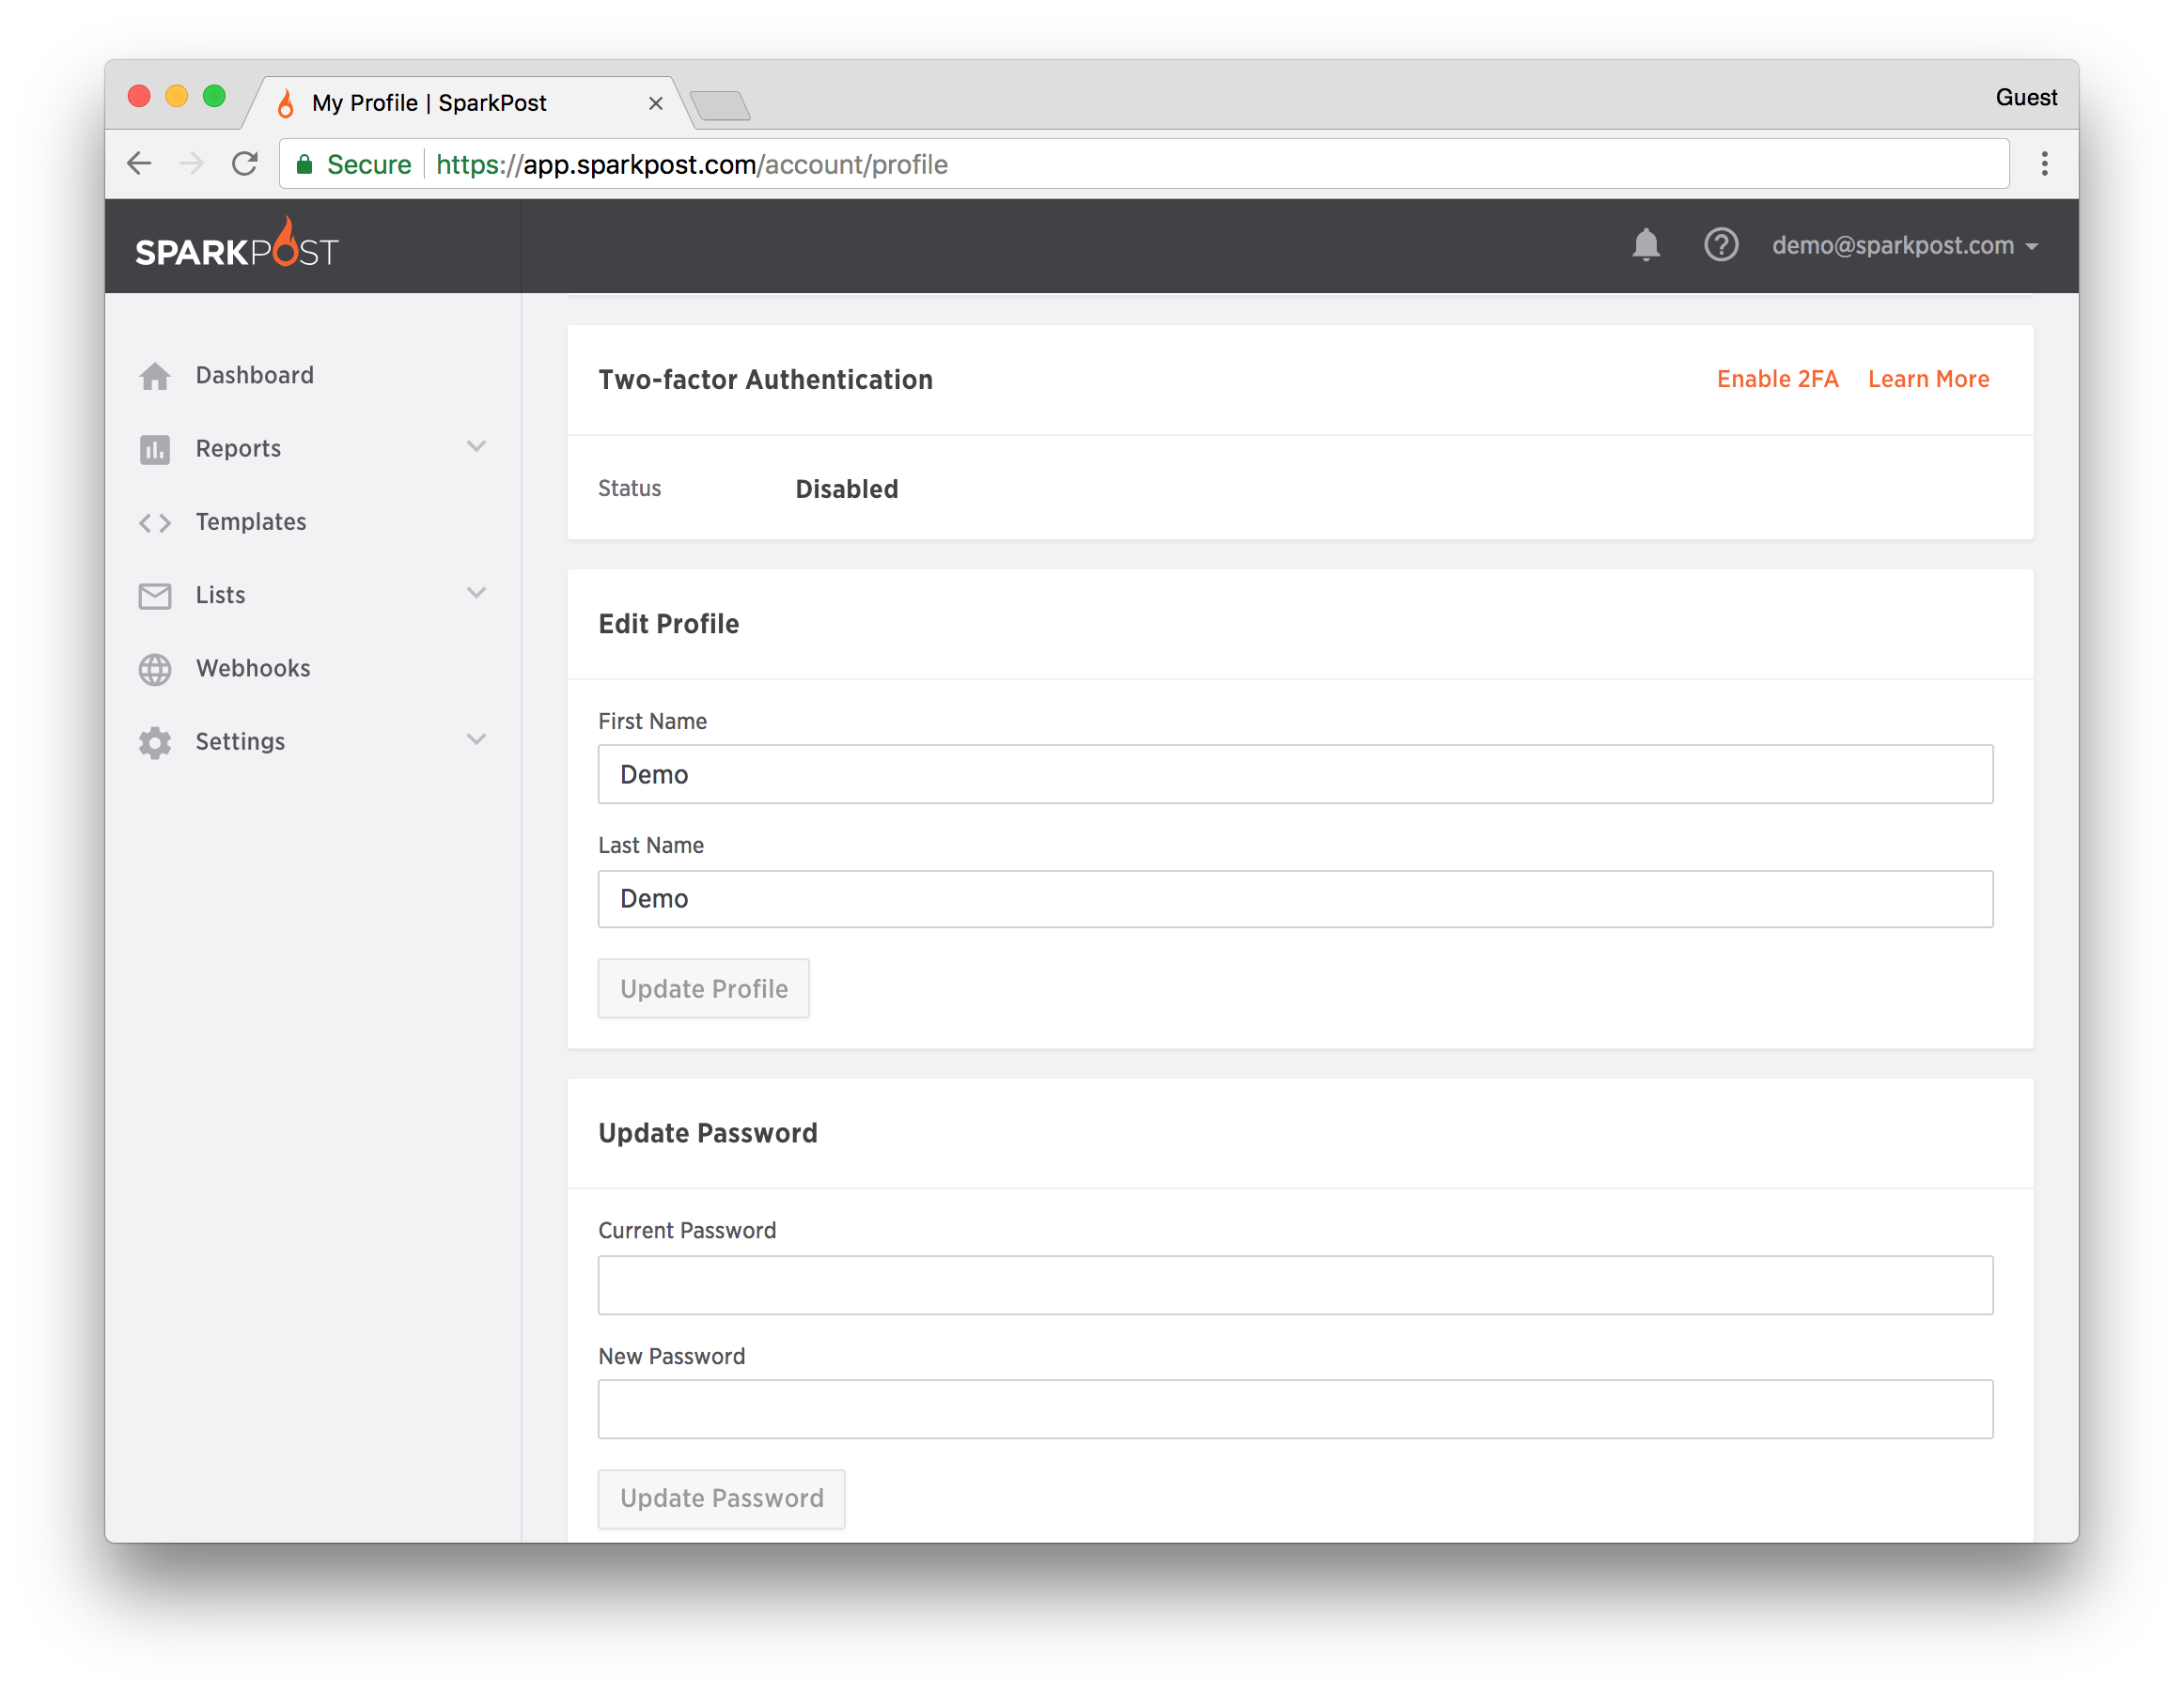 My Profile | SparkPost
Guest
Secure https://app.sparkpost.com/account/profile
SPARKPOST
demo@sparkpost.com
Dashboard
Reports
Templates
Lists
Webhooks
Settings
Two-factor Authentication
Enable 2FA Learn More
Status Disabled
Edit Profile
First Name
Demo
Last Name
Demo
Update Profile
Update Password
Current Password
New Password
Update Password